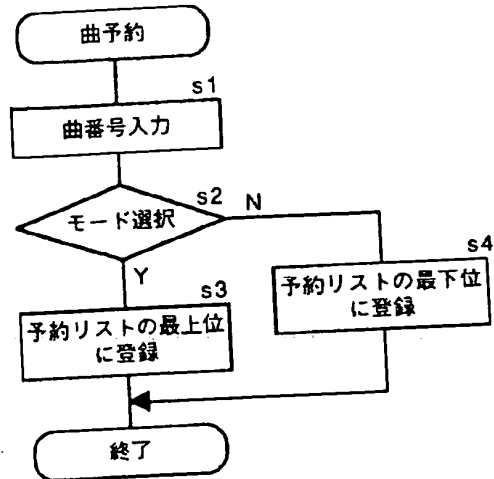 曲予約
s1
曲番号入力
s2
モード選択
N
Y
s3
予約リストの最上位
に登録
s4
予約リストの最下位
に登録
終了